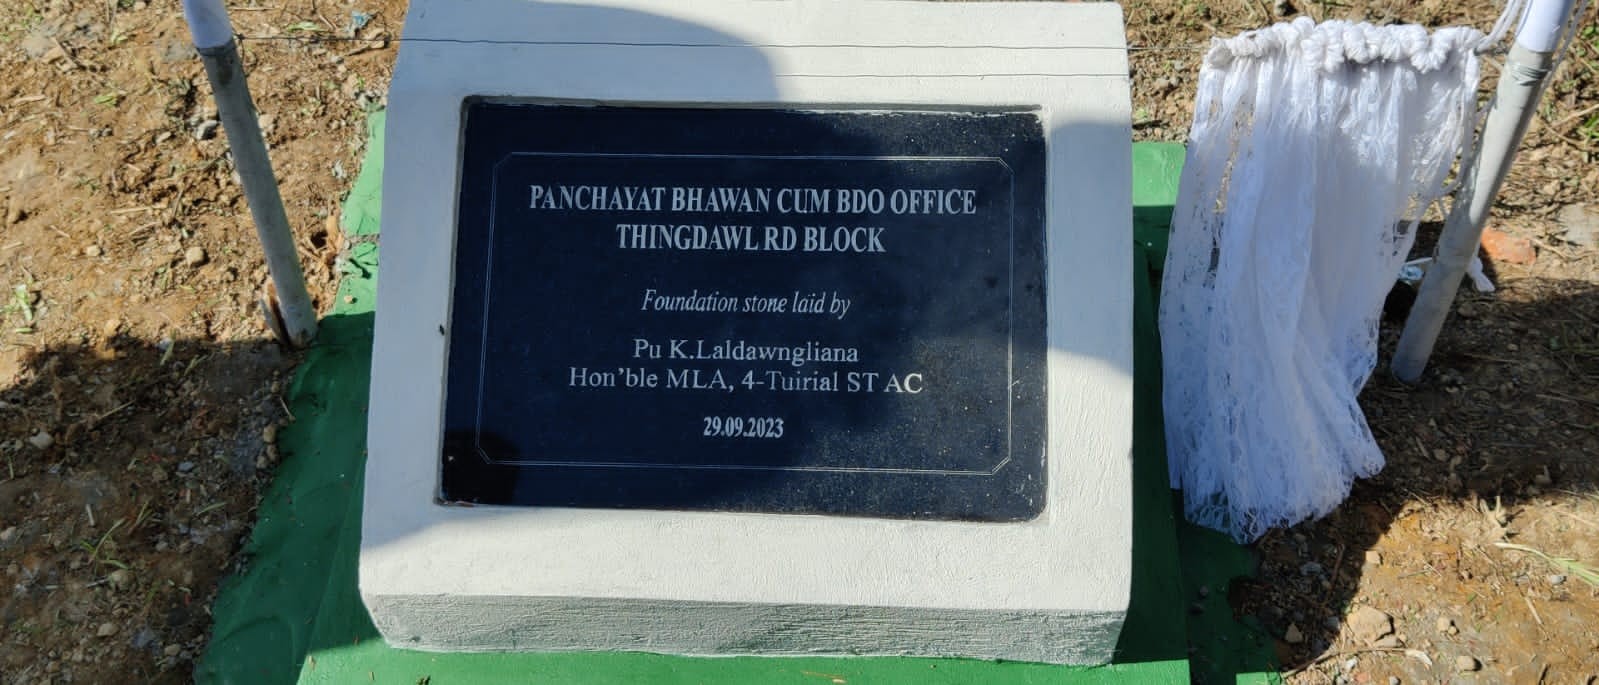 PANCHAYAT BHAWAN CUM BDO OFFICE
THINGDAWL RD BLOCK
Foundation stone laid by
Pu K.Laldawngliana
Hon'ble MLA, 4-Tuirial ST AC
29.09.2023